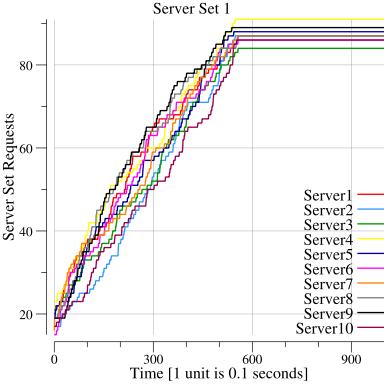 Server Set 1
Server Set Requests
80
60
40
20
Server1
Server2
Server3
Server4
Server5
Server6
Server7
Server8
Server9
Server10
0 300 600 900
Time [1 unit is 0.1 seconds]